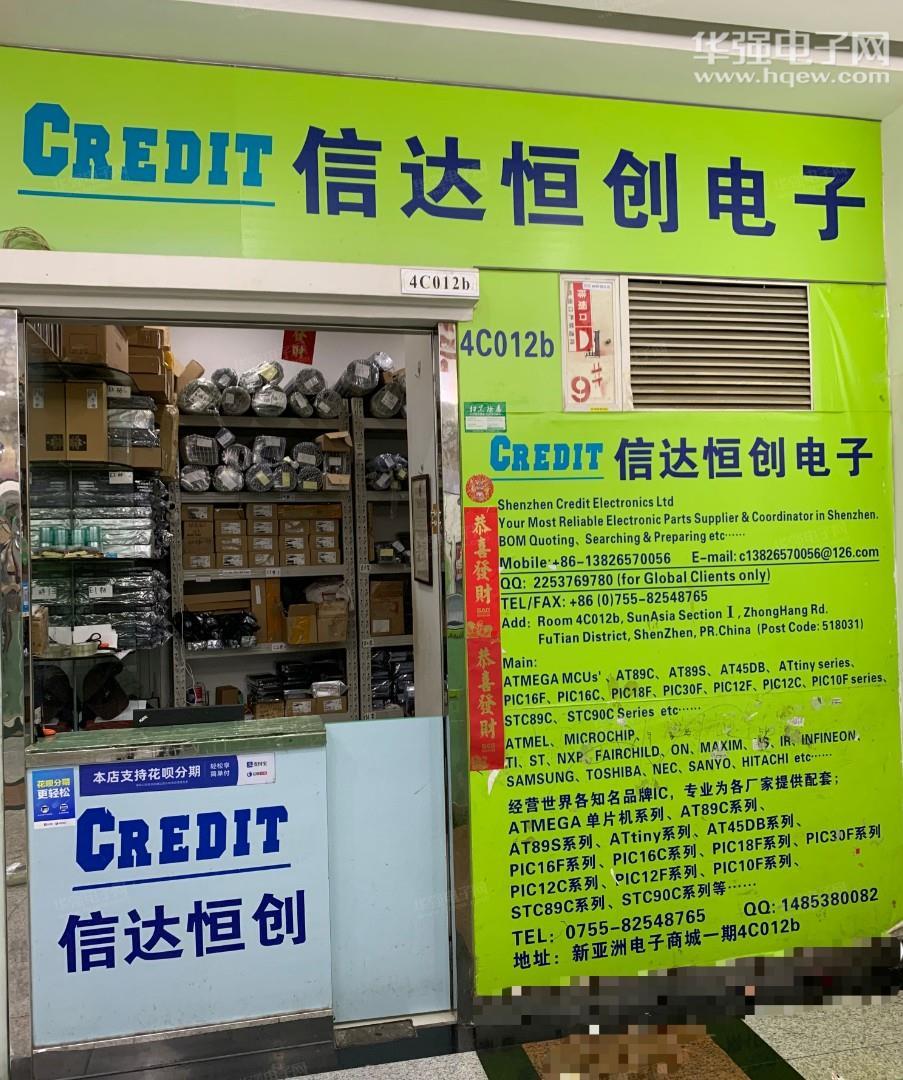 华强电子网
www.hqew.com
CREDIT 信达恒创电子
4C012b
4C012b
9
CREDIT 信达恒创电子
Shenzhen Credit Electronics Ltd
Your Most Reliable Electronic Parts Supplier & Coordinator in Shenzhen.
BOM Quoting、Searching & Preparing etc······
Mobile:+86-13826570056 E-mail:c13826570056@126.com
QQ: 2253769780 (for Global Clients only)
TEL/FAX: +86 (0)755-82548765
Add: Room 4C012b, SunAsia Section I, ZhongHang Rd.
FuTian District, ShenZhen, PR.China (Post Code: 518031)
Main:
ATMEGA MCUs'、AT89C、AT89S、AT45DB、ATtiny series、
PIC16F、PIC16C、PIC18F、PIC30F、PIC12F、PIC12C、PIC10F series、
STC89C、STC90C Series etc······
ATMEL、MICROCHIP、
TI、ST、NXP、FAIRCHILD、ON、MAXIM、IR、INFINEON、
SAMSUNG、TOSHIBA、NEC、SANYO、HITACHI etc······
经营世界各知名品牌IC，专业为各厂家提供配套；
ATMEGA 单片机系列、AT89C系列、
AT89S系列、ATtiny系列、AT45DB系列、
PIC16F系列、PIC16C系列、PIC18F系列、PIC30F系列
PIC12C系列、PIC12F系列、PIC10F系列、
STC89C系列、STC90C系列等······
TEL: 0755-82548765 QQ: 1485380082
地址：新亚洲电子商城一期4C012b
恭喜發財
恭喜發財
發財
花呗分期
更轻松
本店支持花呗分期
轻松享
简单付
支付宝
CREDIT
信达恒创